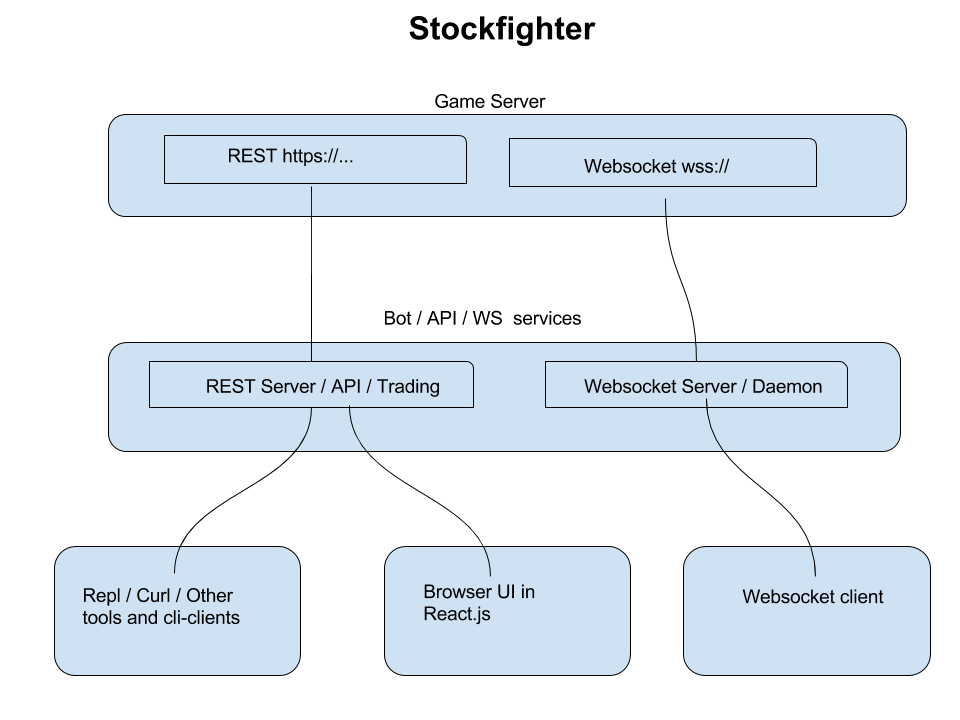 Stockfighter
Game Server
REST https://...
Websocket wss://
Bot / API / WS  services
REST Server / API / Trading
Websocket Server / Daemon
Repl / Curl / Other
tools and cli-clients
Browser UI in
React.js
Websocket client